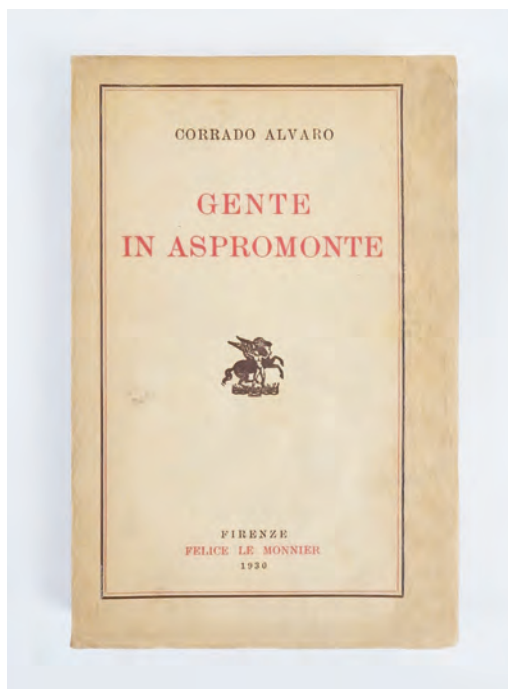 CORRADO ALVARO
GENTE
IN ASPROMONTE
FIRENZE
FELICE LE MONNIER
1930